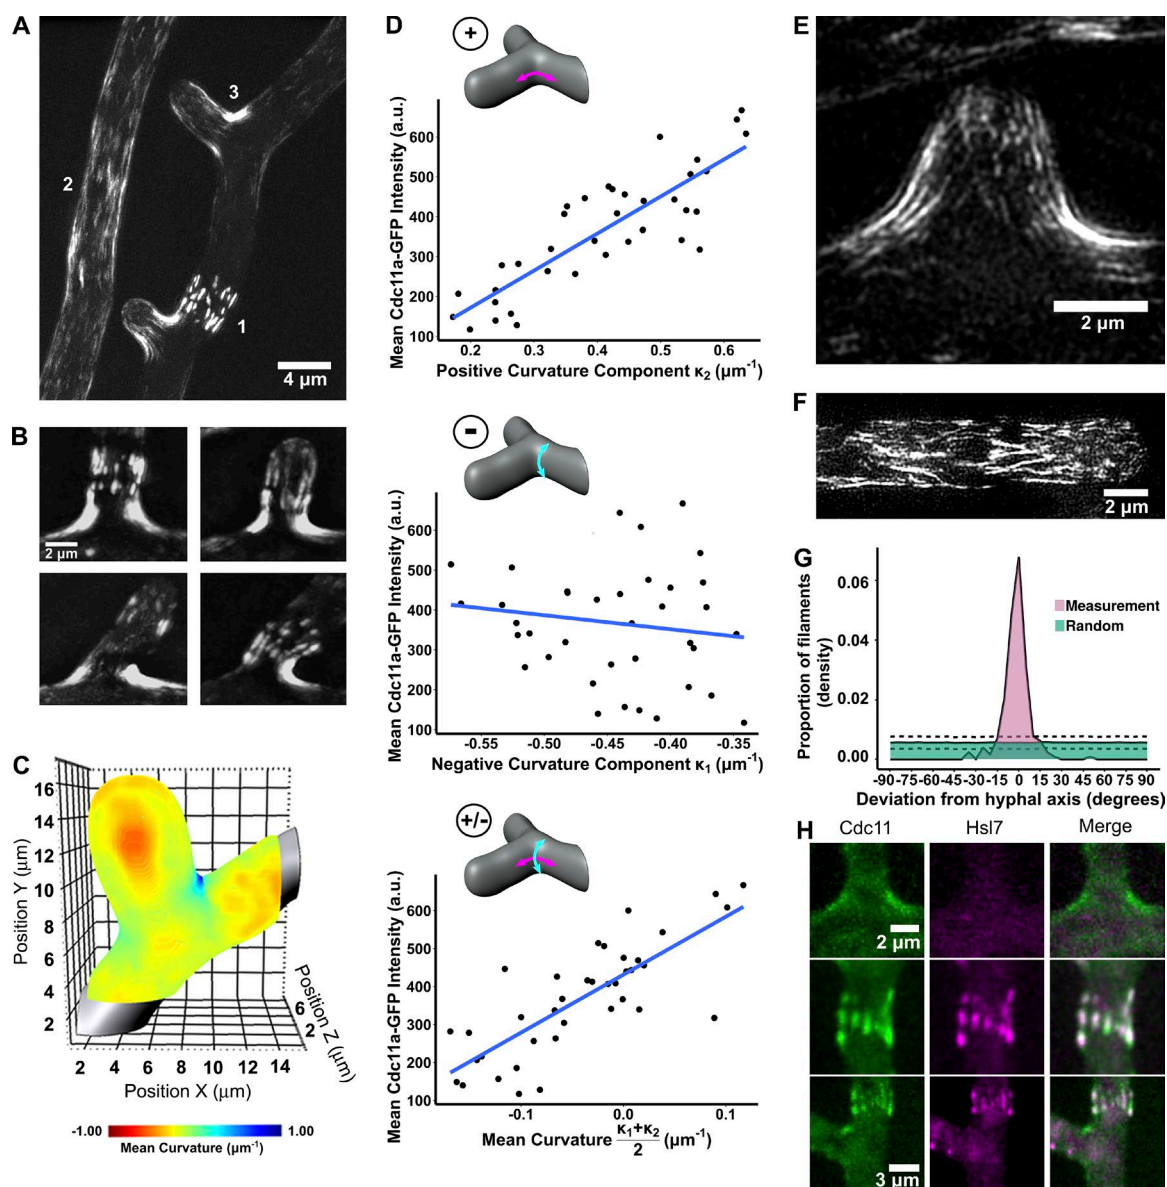 A
1
2
3
4 µm
B
2 µm
C
Position Y (µm)
16
14
12
10
8
6
4
2
2 4 6 8 10 12 14
Position X (µm)
6
2
Position Z (µm)
-1.00 1.00
Mean Curvature (µm⁻¹)
D
+
Mean Cdc11a-GFP Intensity (a.u.)
600
500
400
300
200
100
0.2 0.3 0.4 0.5 0.6
Positive Curvature Component κ₂ (µm⁻¹)
-
Mean Cdc11a-GFP Intensity (a.u.)
600
500
400
300
200
100
-0.55 -0.50 -0.45 -0.40 -0.35
Negative Curvature Component κ₁ (µm⁻¹)
+/-
Mean Cdc11a-GFP Intensity (a.u.)
600
500
400
300
200
100
-0.1 0.0 0.1
Mean Curvature κ₁+κ₂/2 (µm⁻¹)
E
2 µm
F
2 µm
G
Proportion of filaments
(density)
0.06
0.04
0.02
0.00
Measurement
Random
-90-75-60-45-30-15 0 15 30 45 60 75 90
Deviation from hyphal axis (degrees)
H
Cdc11 Hsl7 Merge
2 µm
3 µm